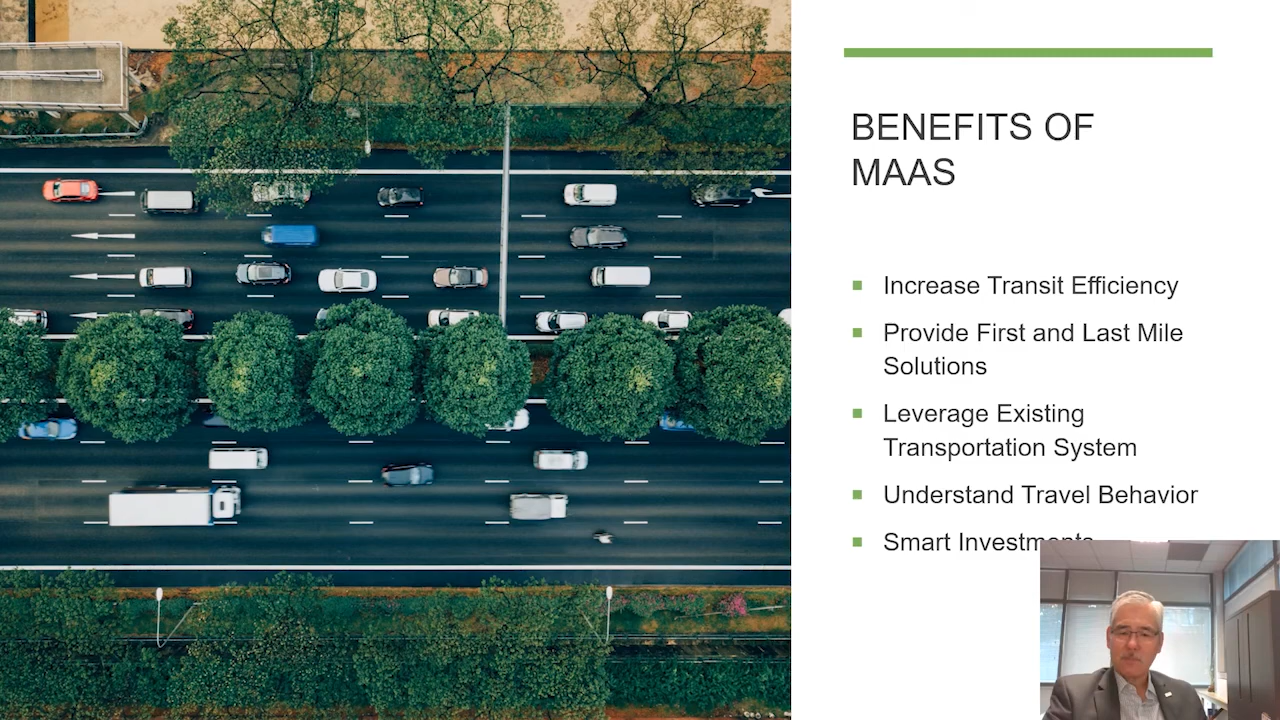 BENEFITS OF
MAAS
Increase Transit Efficiency
Provide First and Last Mile
Solutions
Leverage Existing
Transportation System
Understand Travel Behavior
Smart Investments